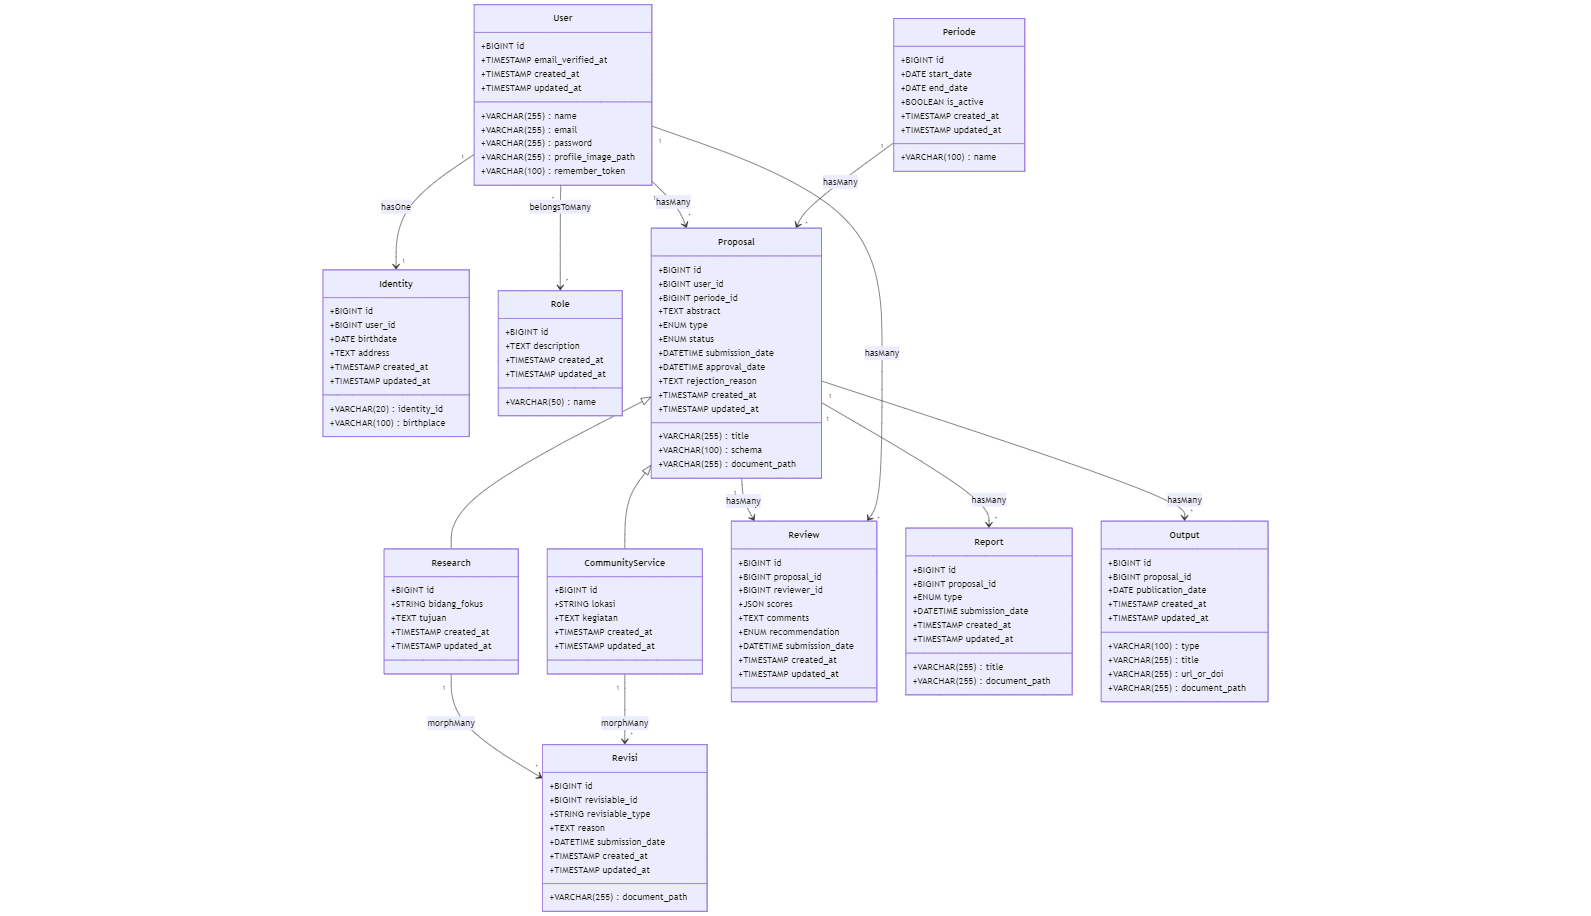 User
+BIGINT id
+TIMESTAMP email_verified_at
+TIMESTAMP created_at
+TIMESTAMP updated_at
+VARCHAR(255) : name
+VARCHAR(255) : email
+VARCHAR(255) : password
+VARCHAR(255) : profile_image_path
+VARCHAR(100) : remember_token
Periode
+BIGINT id
+DATE start_date
+DATE end_date
+BOOLEAN is_active
+TIMESTAMP created_at
+TIMESTAMP updated_at
+VARCHAR(100) : name
1
hasOne
1
*
belongsToMany
*
1
hasMany
*
1
hasMany
*
1
hasMany
*
Identity
+BIGINT id
+BIGINT user_id
+DATE birthdate
+TEXT address
+TIMESTAMP created_at
+TIMESTAMP updated_at
+VARCHAR(20) : identity_id
+VARCHAR(100) : birthplace
Role
+BIGINT id
+TEXT description
+TIMESTAMP created_at
+TIMESTAMP updated_at
+VARCHAR(50) : name
Proposal
+BIGINT id
+BIGINT user_id
+BIGINT periode_id
+TEXT abstract
+ENUM type
+ENUM status
+DATETIME submission_date
+DATETIME approval_date
+TEXT rejection_reason
+TIMESTAMP created_at
+TIMESTAMP updated_at
+VARCHAR(255) : title
+VARCHAR(100) : schema
+VARCHAR(255) : document_path
1
hasMany
*
1
hasMany
*
1
hasMany
*
Research
+BIGINT id
+STRING bidang_fokus
+TEXT tujuan
+TIMESTAMP created_at
+TIMESTAMP updated_at
CommunityService
+BIGINT id
+STRING lokasi
+TEXT kegiatan
+TIMESTAMP created_at
+TIMESTAMP updated_at
Review
+BIGINT id
+BIGINT proposal_id
+BIGINT reviewer_id
+JSON scores
+TEXT comments
+ENUM recommendation
+DATETIME submission_date
+TIMESTAMP created_at
+TIMESTAMP updated_at
Report
+BIGINT id
+BIGINT proposal_id
+ENUM type
+DATETIME submission_date
+TIMESTAMP created_at
+TIMESTAMP updated_at
+VARCHAR(255) : title
+VARCHAR(255) : document_path
Output
+BIGINT id
+BIGINT proposal_id
+DATE publication_date
+TIMESTAMP created_at
+TIMESTAMP updated_at
+VARCHAR(100) : type
+VARCHAR(255) : title
+VARCHAR(255) : url_or_doi
+VARCHAR(255) : document_path
1
morphMany
*
1
morphMany
*
Revisi
+BIGINT id
+BIGINT revisiable_id
+STRING revisiable_type
+TEXT reason
+DATETIME submission_date
+TIMESTAMP created_at
+TIMESTAMP updated_at
+VARCHAR(255) : document_path